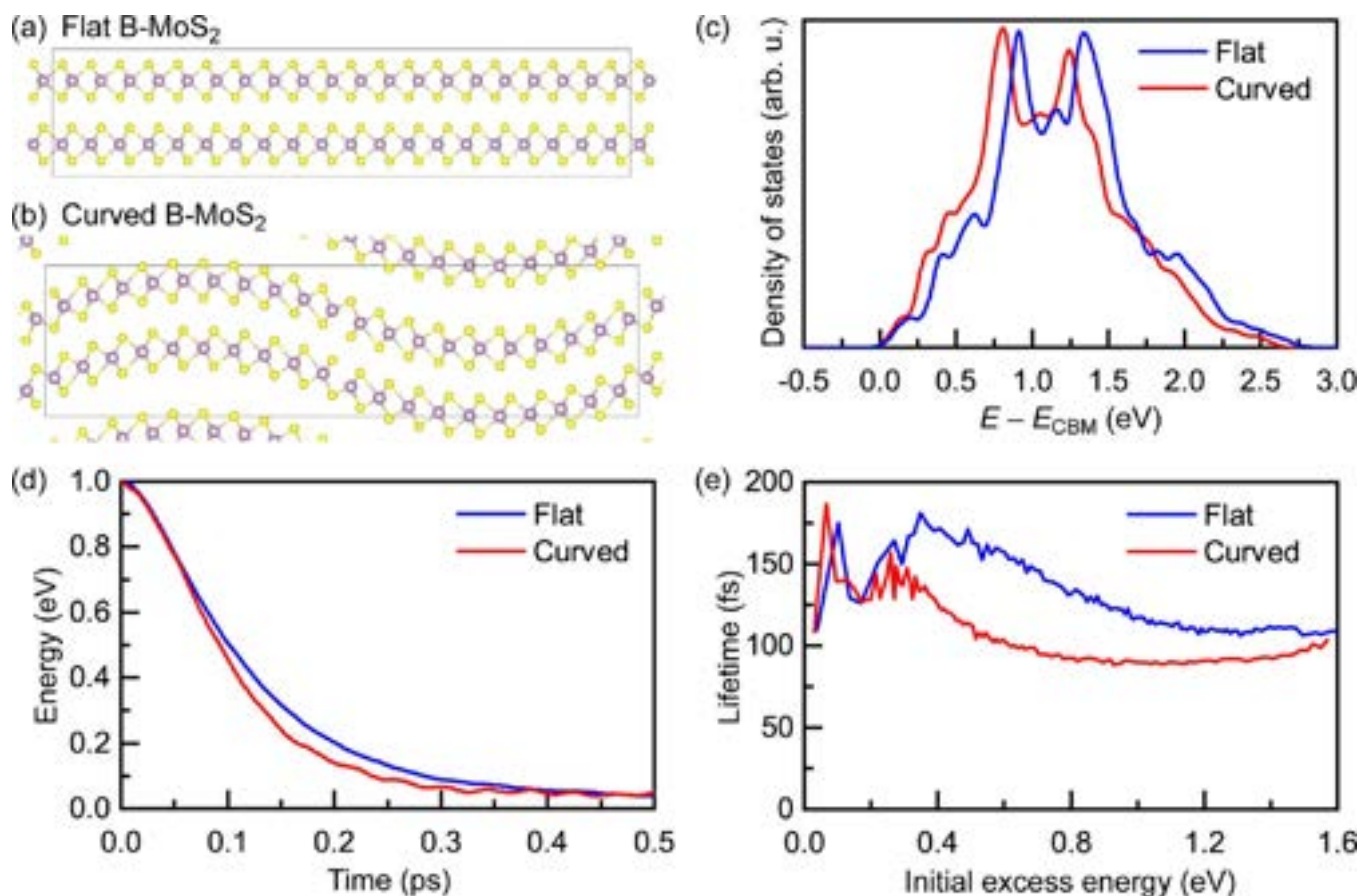 (a) Flat B-MoS₂
(b) Curved B-MoS₂
(c)
Flat
Curved
Density of states (arb. u.)
-0.5 0.0 0.5 1.0 1.5 2.0 2.5 3.0
E – E_CBM (eV)
(d)
Flat
Curved
Energy (eV)
1.0
0.8
0.6
0.4
0.2
0.0
0.0 0.1 0.2 0.3 0.4 0.5
Time (ps)
(e)
Flat
Curved
Lifetime (fs)
200
150
100
50
0
0.0 0.4 0.8 1.2 1.6
Initial excess energy (eV)